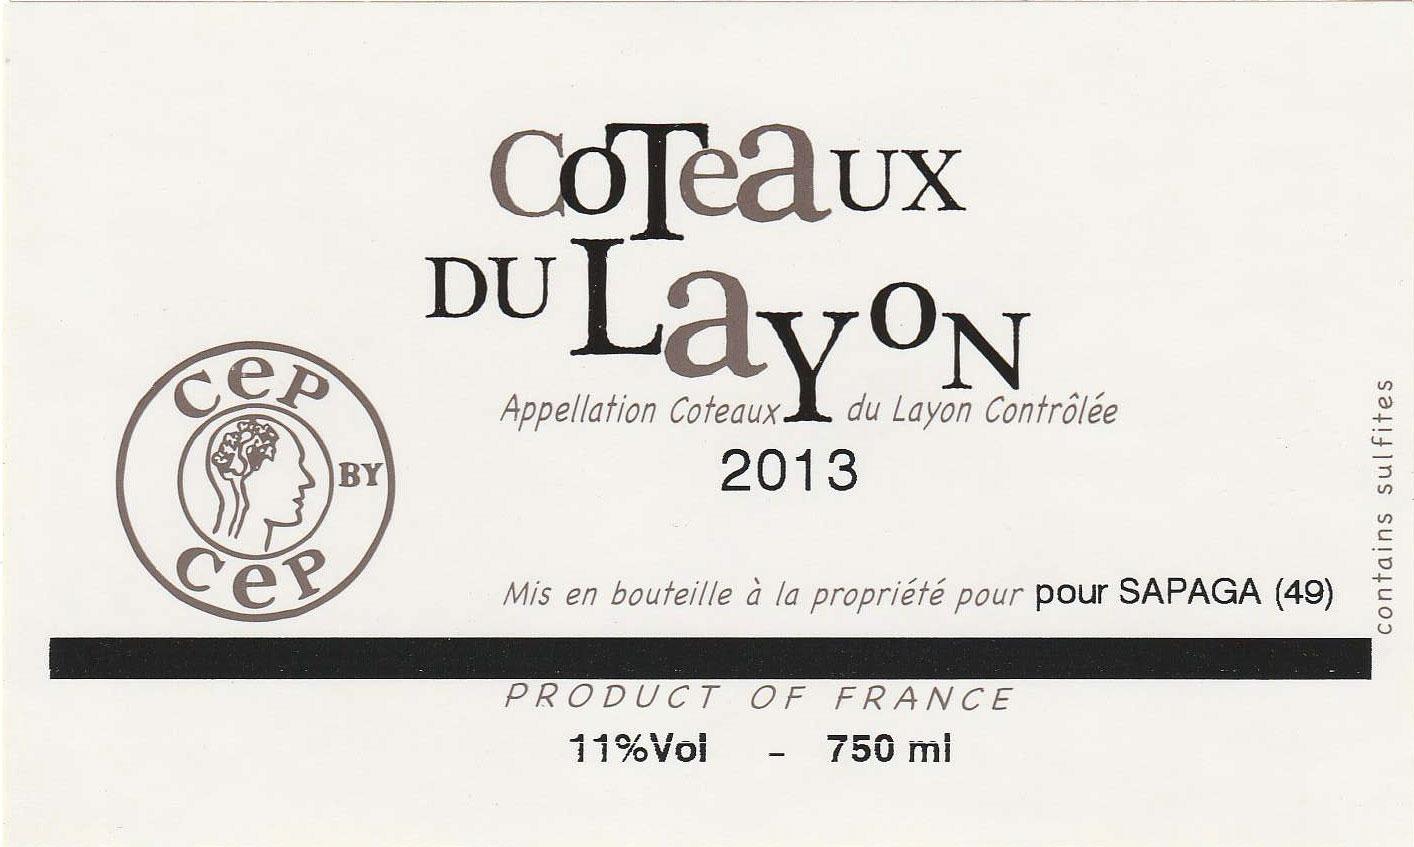 COTeaUX
DU LaYON
Appellation Coteaux du Layon Contrôlée
2013
CeP
BY
CeP
Mis en bouteille à la propriété pour pour SAPAGA (49)
contains sulfites
PRODUCT OF FRANCE
11%Vol - 750 ml